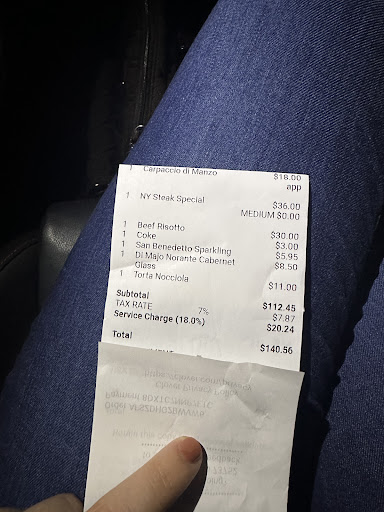 1 Carpaccio di Manzo $18.00
app
1 NY Steak Special $36.00
MEDIUM $0.00
1 Beef Risotto $30.00
1 Coke $3.00
1 San Benedetto Sparkling $5.95
1 Di Majo Norante Cabernet $8.50
Glass
1 Torta Nocciola $11.00
Subtotal $112.45
TAX RATE 7% $7.87
Service Charge (18.0%) $20.24
Total $140.56